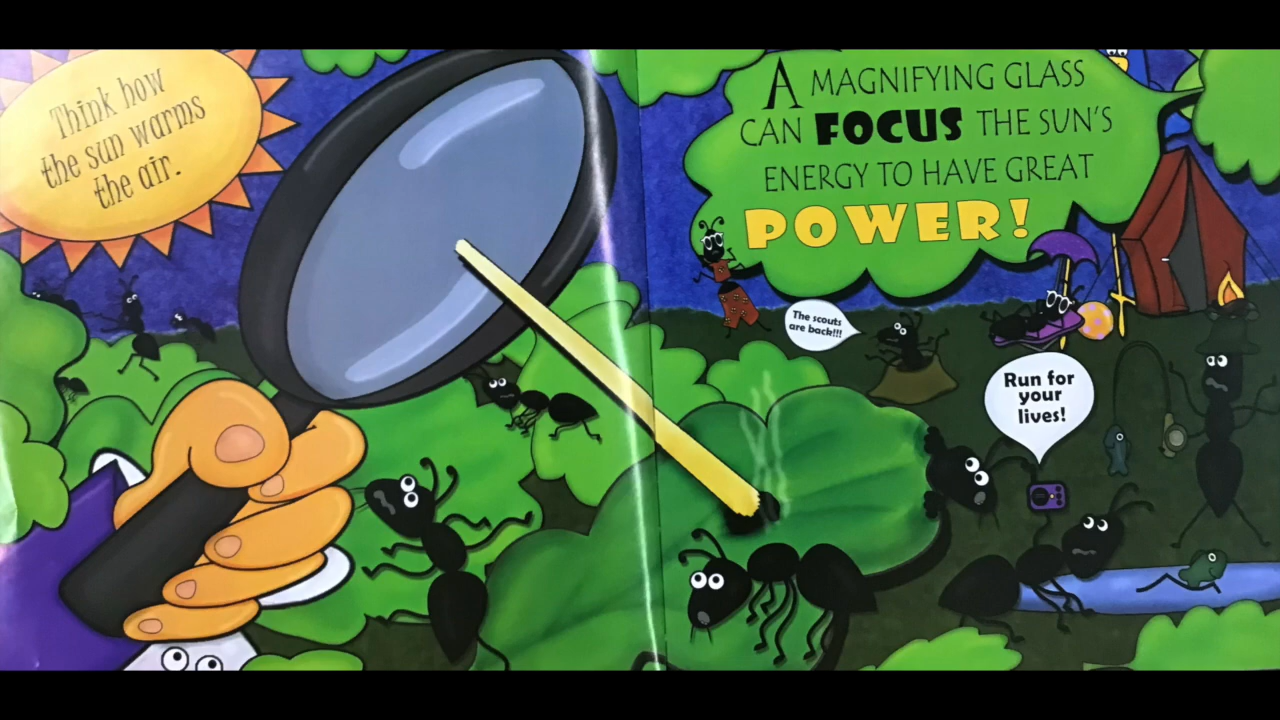 Think how
the sun warms
the air.
A MAGNIFYING GLASS
CAN FOCUS THE SUN'S
ENERGY TO HAVE GREAT
POWER!
The scouts
are back!!!
Run for
your
lives!